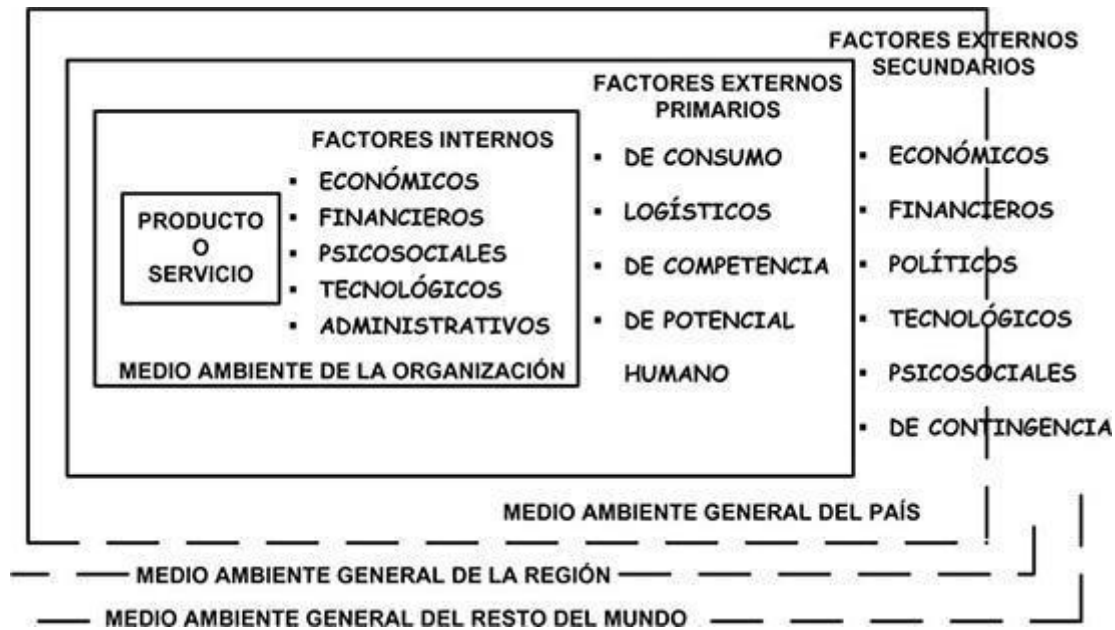 FACTORES EXTERNOS
SECUNDARIOS
FACTORES EXTERNOS
PRIMARIOS
FACTORES INTERNOS
PRODUCTO
O
SERVICIO
▪ ECONÓMICOS
▪ FINANCIEROS
▪ PSICOSOCIALES
▪ TECNOLÓGICOS
▪ ADMINISTRATIVOS
MEDIO AMBIENTE DE LA ORGANIZACIÓN
▪ DE CONSUMO
▪ LOGÍSTICOS
▪ DE COMPETENCIA
▪ DE POTENCIAL
HUMANO
▪ ECONÓMICOS
▪ FINANCIEROS
▪ POLÍTICOS
▪ TECNOLÓGICOS
▪ PSICOSOCIALES
▪ DE CONTINGENCIA
MEDIO AMBIENTE GENERAL DEL PAÍS
MEDIO AMBIENTE GENERAL DE LA REGIÓN
MEDIO AMBIENTE GENERAL DEL RESTO DEL MUNDO